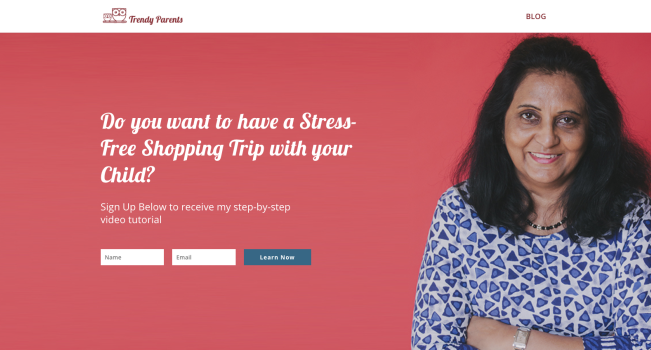 Trendy Parents
BLOG
Do you want to have a Stress-
Free Shopping Trip with your
Child?
Sign Up Below to receive my step-by-step
video tutorial
Name
Email
Learn Now